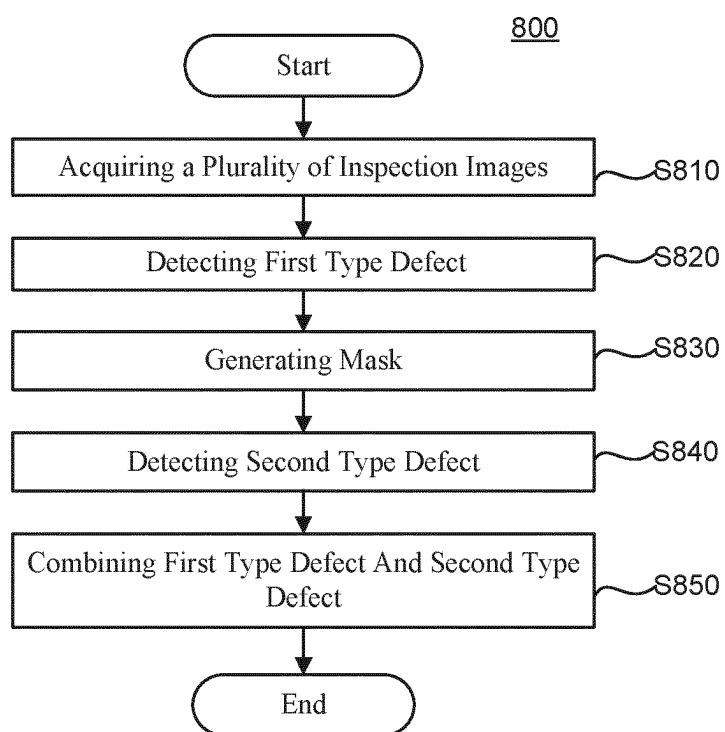 800
Start
Acquiring a Plurality of Inspection Images
S810
Detecting First Type Defect
S820
Generating Mask
S830
Detecting Second Type Defect
S840
Combining First Type Defect And Second Type
Defect
S850
End